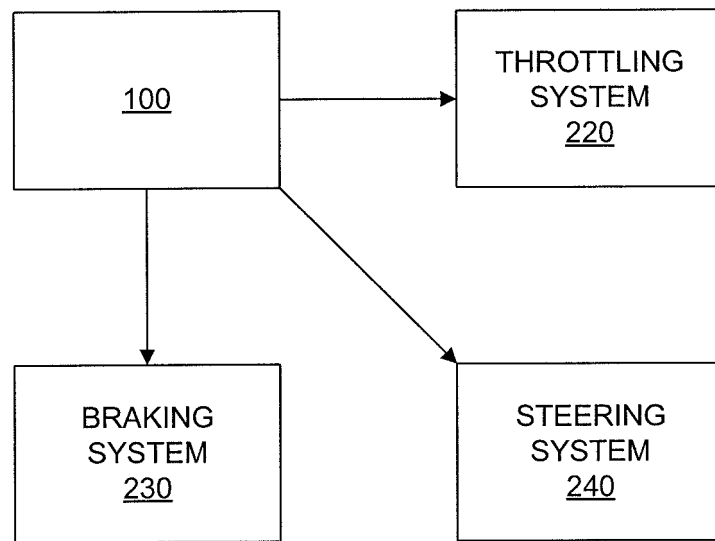 100
THROTTLING
SYSTEM
220
BRAKING
SYSTEM
230
STEERING
SYSTEM
240